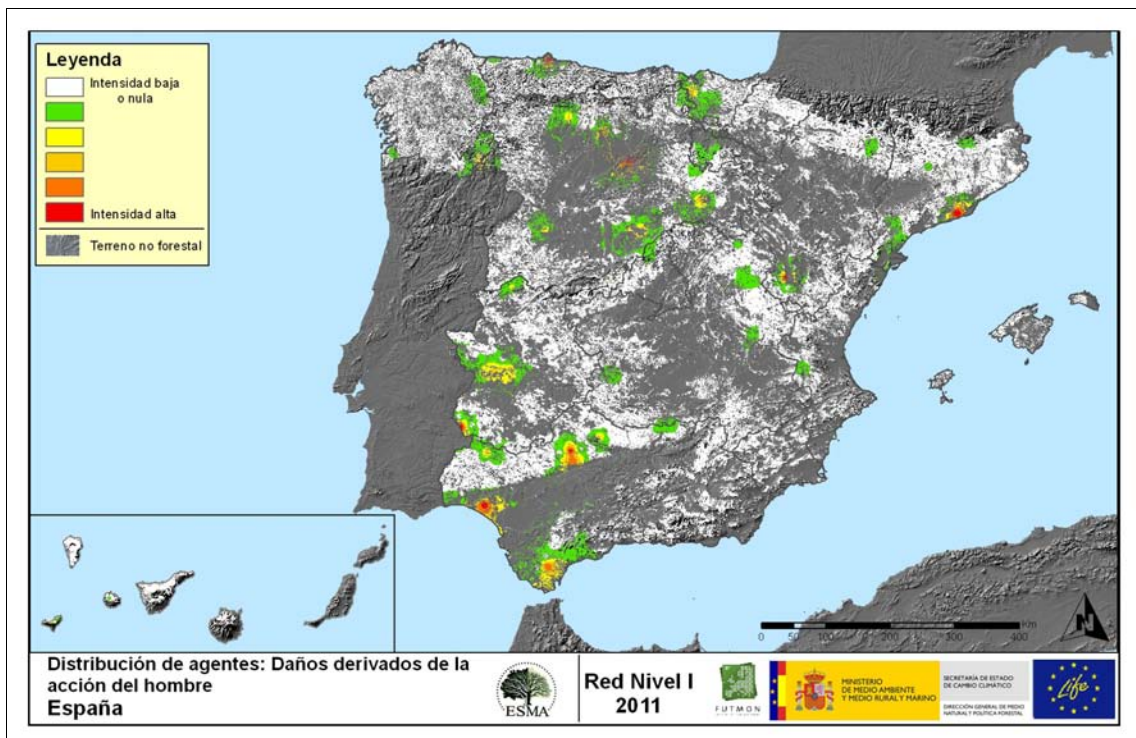 Leyenda
Intensidad baja
o nula
Intensidad alta
Terreno no forestal
N
Km
0 50 100 200 300 400
Distribución de agentes: Daños derivados de la
acción del hombre
España
ESMA
Red Nivel I
2011
FUTMON
MINISTERIO
DE MEDIO AMBIENTE
Y MEDIO RURAL Y MARINO
SECRETARÍA DE ESTADO
DE CAMBIO CLIMÁTICO
DIRECCIÓN GENERAL DE MEDIO
NATURAL Y POLÍTICA FORESTAL
Life